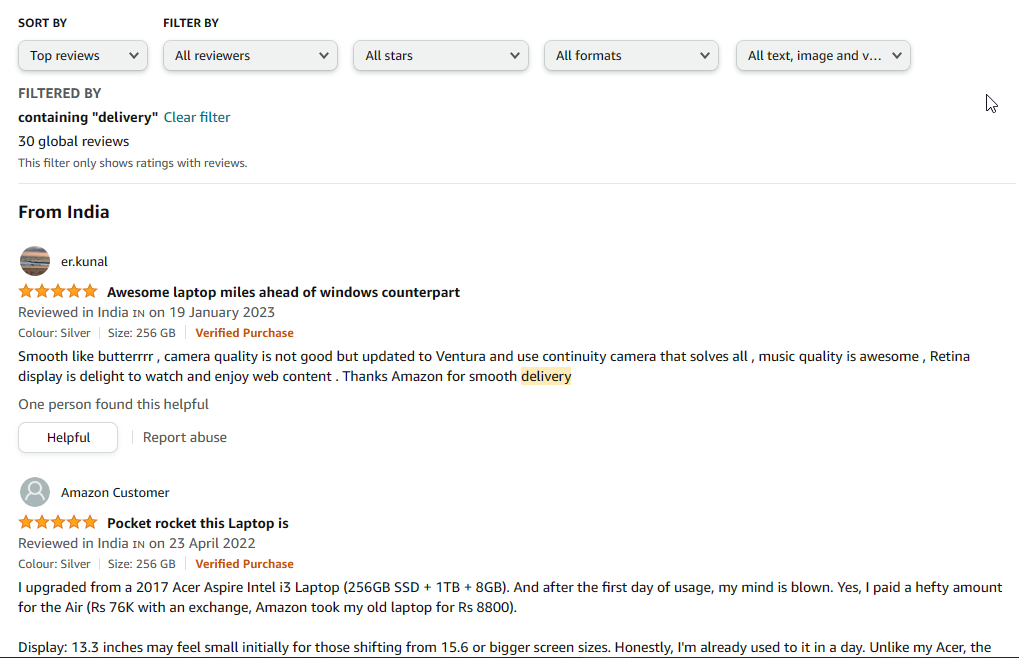 SORT BY FILTER BY
Top reviews All reviewers All stars All formats All text, image and v...
FILTERED BY
containing "delivery" Clear filter
30 global reviews
This filter only shows ratings with reviews.
From India
er.kunal
Awesome laptop miles ahead of windows counterpart
Reviewed in India IN on 19 January 2023
Colour: Silver Size: 256 GB Verified Purchase
Smooth like butterrrr , camera quality is not good but updated to Ventura and use continuity camera that solves all , music quality is awesome , Retina
display is delight to watch and enjoy web content . Thanks Amazon for smooth delivery
One person found this helpful
Helpful Report abuse
Amazon Customer
Pocket rocket this Laptop is
Reviewed in India IN on 23 April 2022
Colour: Silver Size: 256 GB Verified Purchase
I upgraded from a 2017 Acer Aspire Intel i3 Laptop (256GB SSD + 1TB + 8GB). And after the first day of usage, my mind is blown. Yes, I paid a hefty amount
for the Air (Rs 76K with an exchange, Amazon took my old laptop for Rs 8800).
Display: 13.3 inches may feel small initially for those shifting from 15.6 or bigger screen sizes. Honestly, I'm already used to it in a day. Unlike my Acer, the